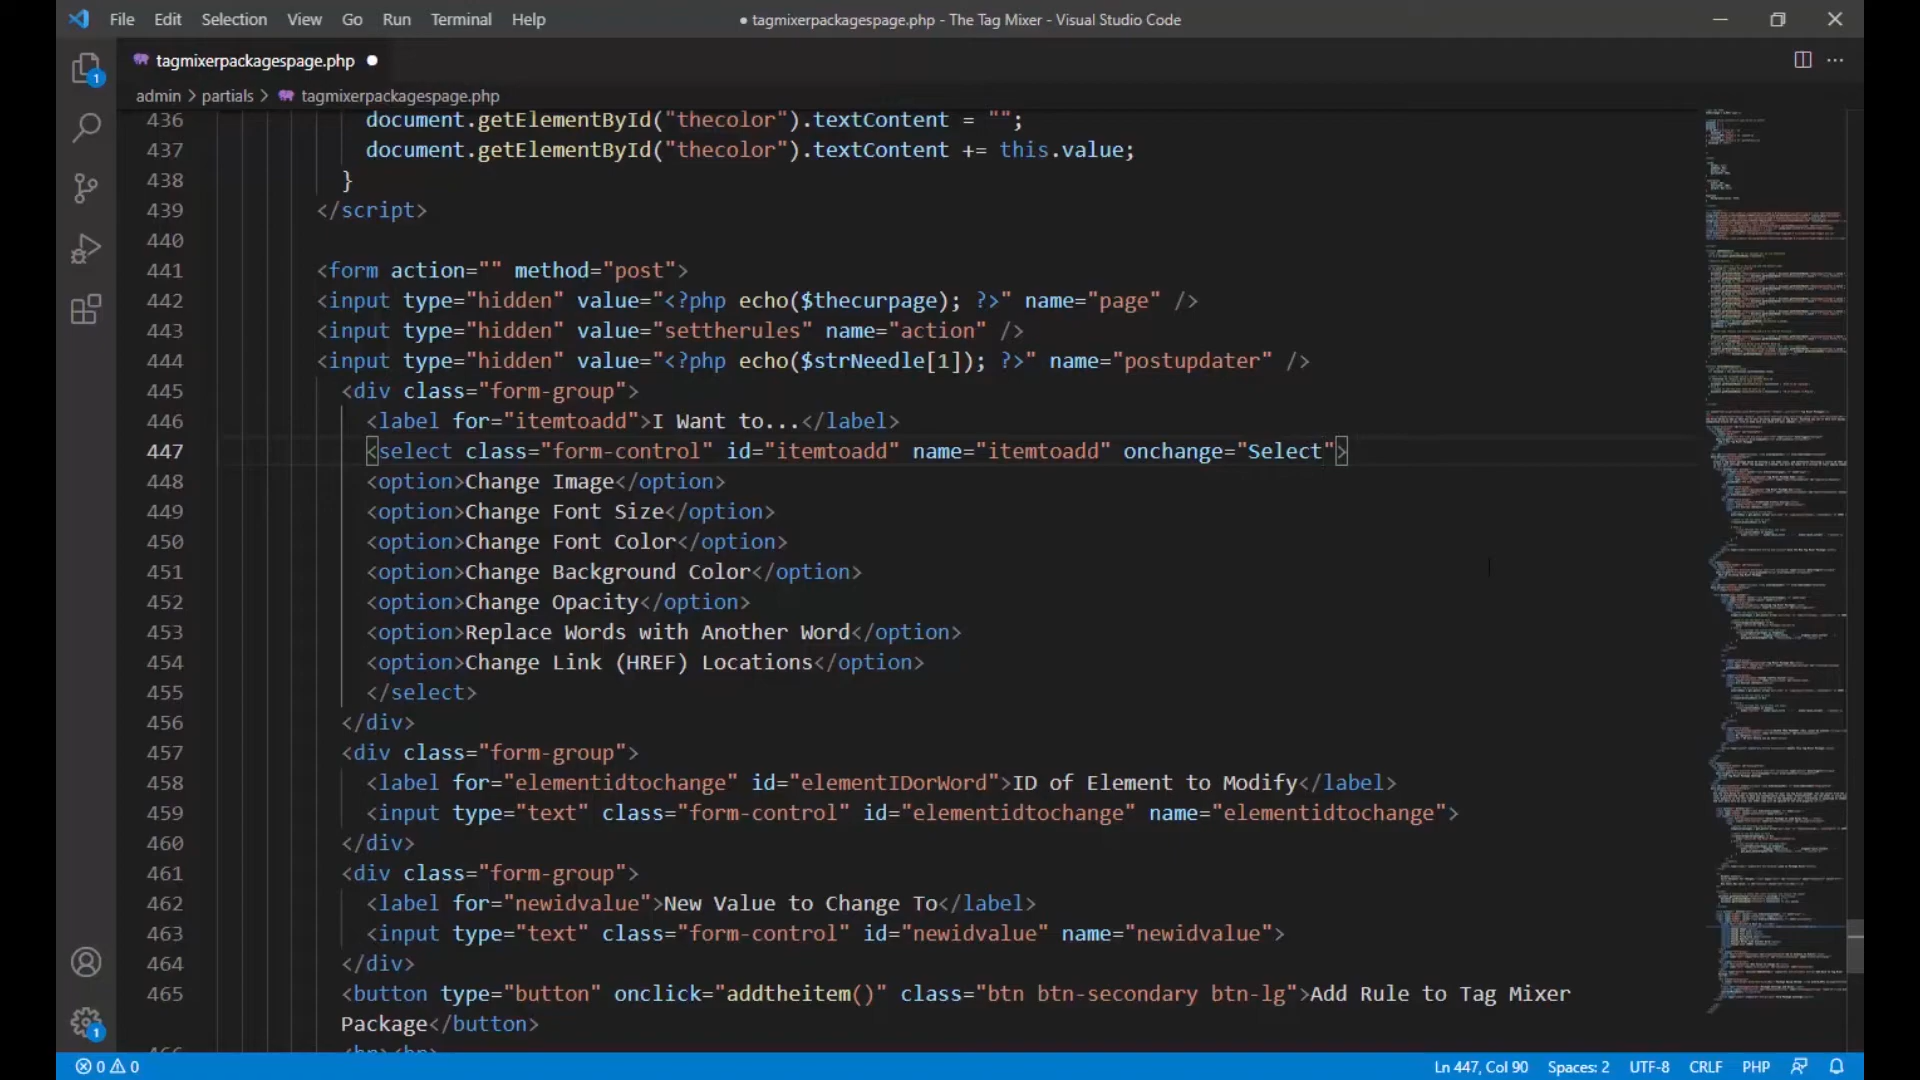 File Edit Selection View Go Run Terminal Help
● tagmixerpackagespage.php - The Tag Mixer - Visual Studio Code
tagmixerpackagespage.php ●
admin > partials > tagmixerpackagespage.php
436 document.getElementById("thecolor").textContent = "";
437 document.getElementById("thecolor").textContent += this.value;
438 }
439 </script>
440
441 <form action="" method="post">
442 <input type="hidden" value="<?php echo($thecurpage); ?>" name="page" />
443 <input type="hidden" value="settherules" name="action" />
444 <input type="hidden" value="<?php echo($strNeedle[1]); ?>" name="postupdater" />
445 <div class="form-group">
446 <label for="itemtoadd">I Want to...</label>
447 <select class="form-control" id="itemtoadd" name="itemtoadd" onchange="Select">
448 <option>Change Image</option>
449 <option>Change Font Size</option>
450 <option>Change Font Color</option>
451 <option>Change Background Color</option>
452 <option>Change Opacity</option>
453 <option>Replace Words with Another Word</option>
454 <option>Change Link (HREF) Locations</option>
455 </select>
456 </div>
457 <div class="form-group">
458 <label for="elementidtochange" id="elementIDorWord">ID of Element to Modify</label>
459 <input type="text" class="form-control" id="elementidtochange" name="elementidtochange">
460 </div>
461 <div class="form-group">
462 <label for="newidvalue">New Value to Change To</label>
463 <input type="text" class="form-control" id="newidvalue" name="newidvalue">
464 </div>
465 <button type="button" onclick="addtheitem()" class="btn btn-secondary btn-lg">Add Rule to Tag Mixer
Package</button>
1
1
0 0
Ln 447, Col 90 Spaces: 2 UTF-8 CRLF PHP